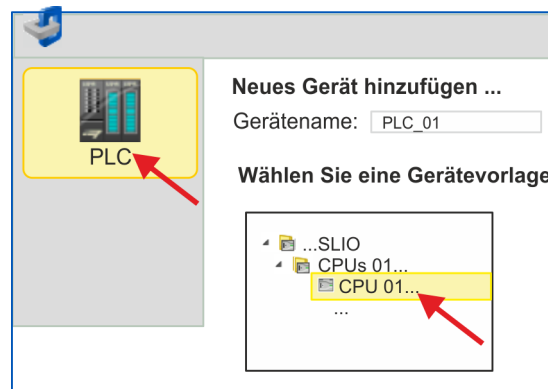 PLC
Neues Gerät hinzufügen ...
Gerätename: PLC_01
Wählen Sie eine Gerätevorlage
...SLIO
CPUs 01...
CPU 01...
...